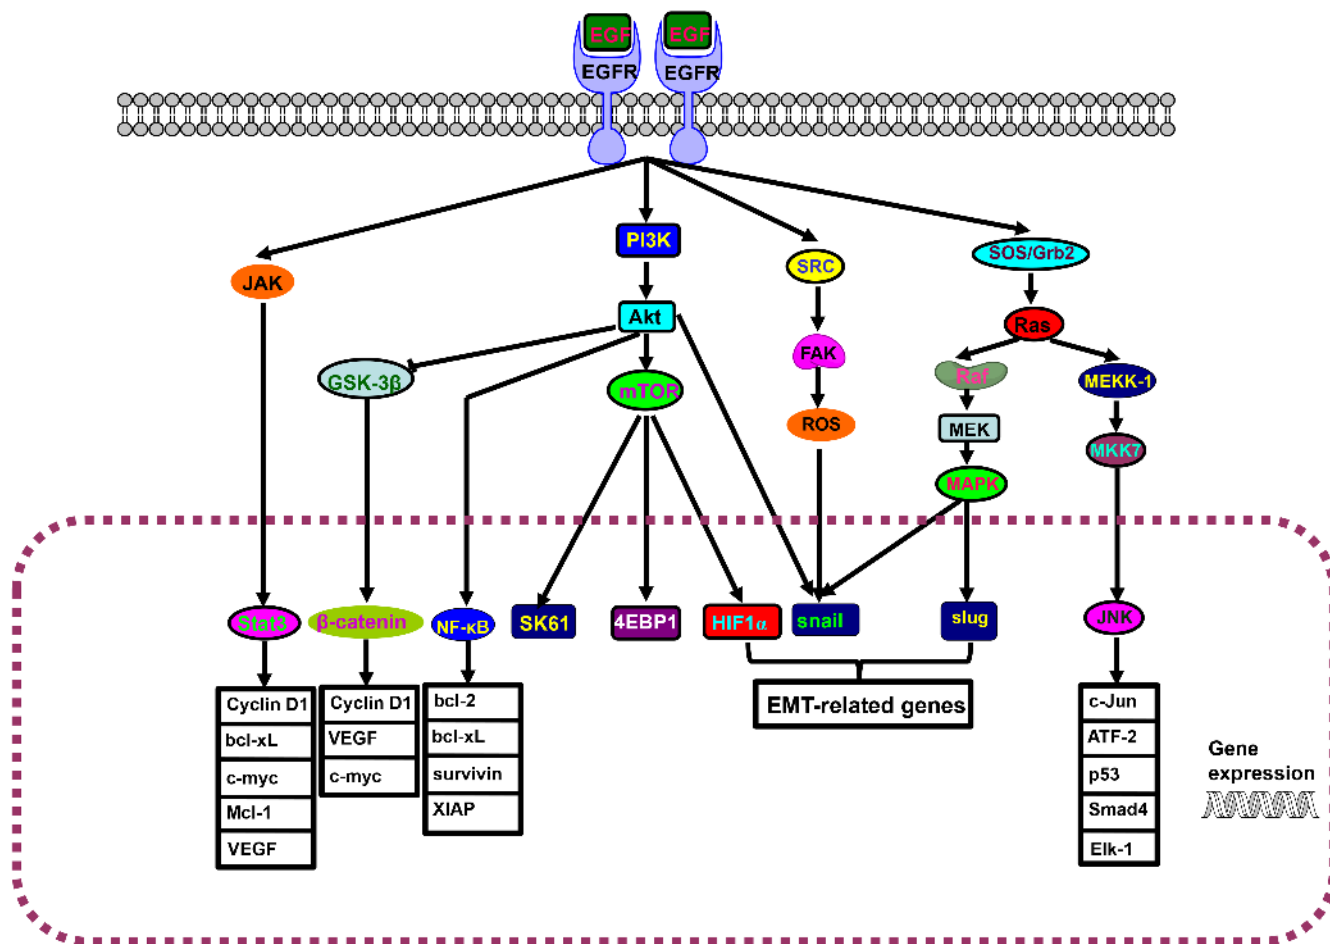 EGF
EGF
EGFR
EGFR
PI3K
SRC
SOS/Grb2
JAK
Akt
Ras
FAK
GSK-3β
mTOR
Raf
MEKK-1
ROS
MEK
MKK7
MAPK
Stat3
β-catenin
NF-κB
SK61
4EBP1
HIF1α
snail
slug
JNK
Cyclin D1
bcl-xL
c-myc
Mcl-1
VEGF
Cyclin D1
VEGF
c-myc
bcl-2
bcl-xL
survivin
XIAP
EMT-related genes
c-Jun
ATF-2
p53
Smad4
Elk-1
Gene
expression